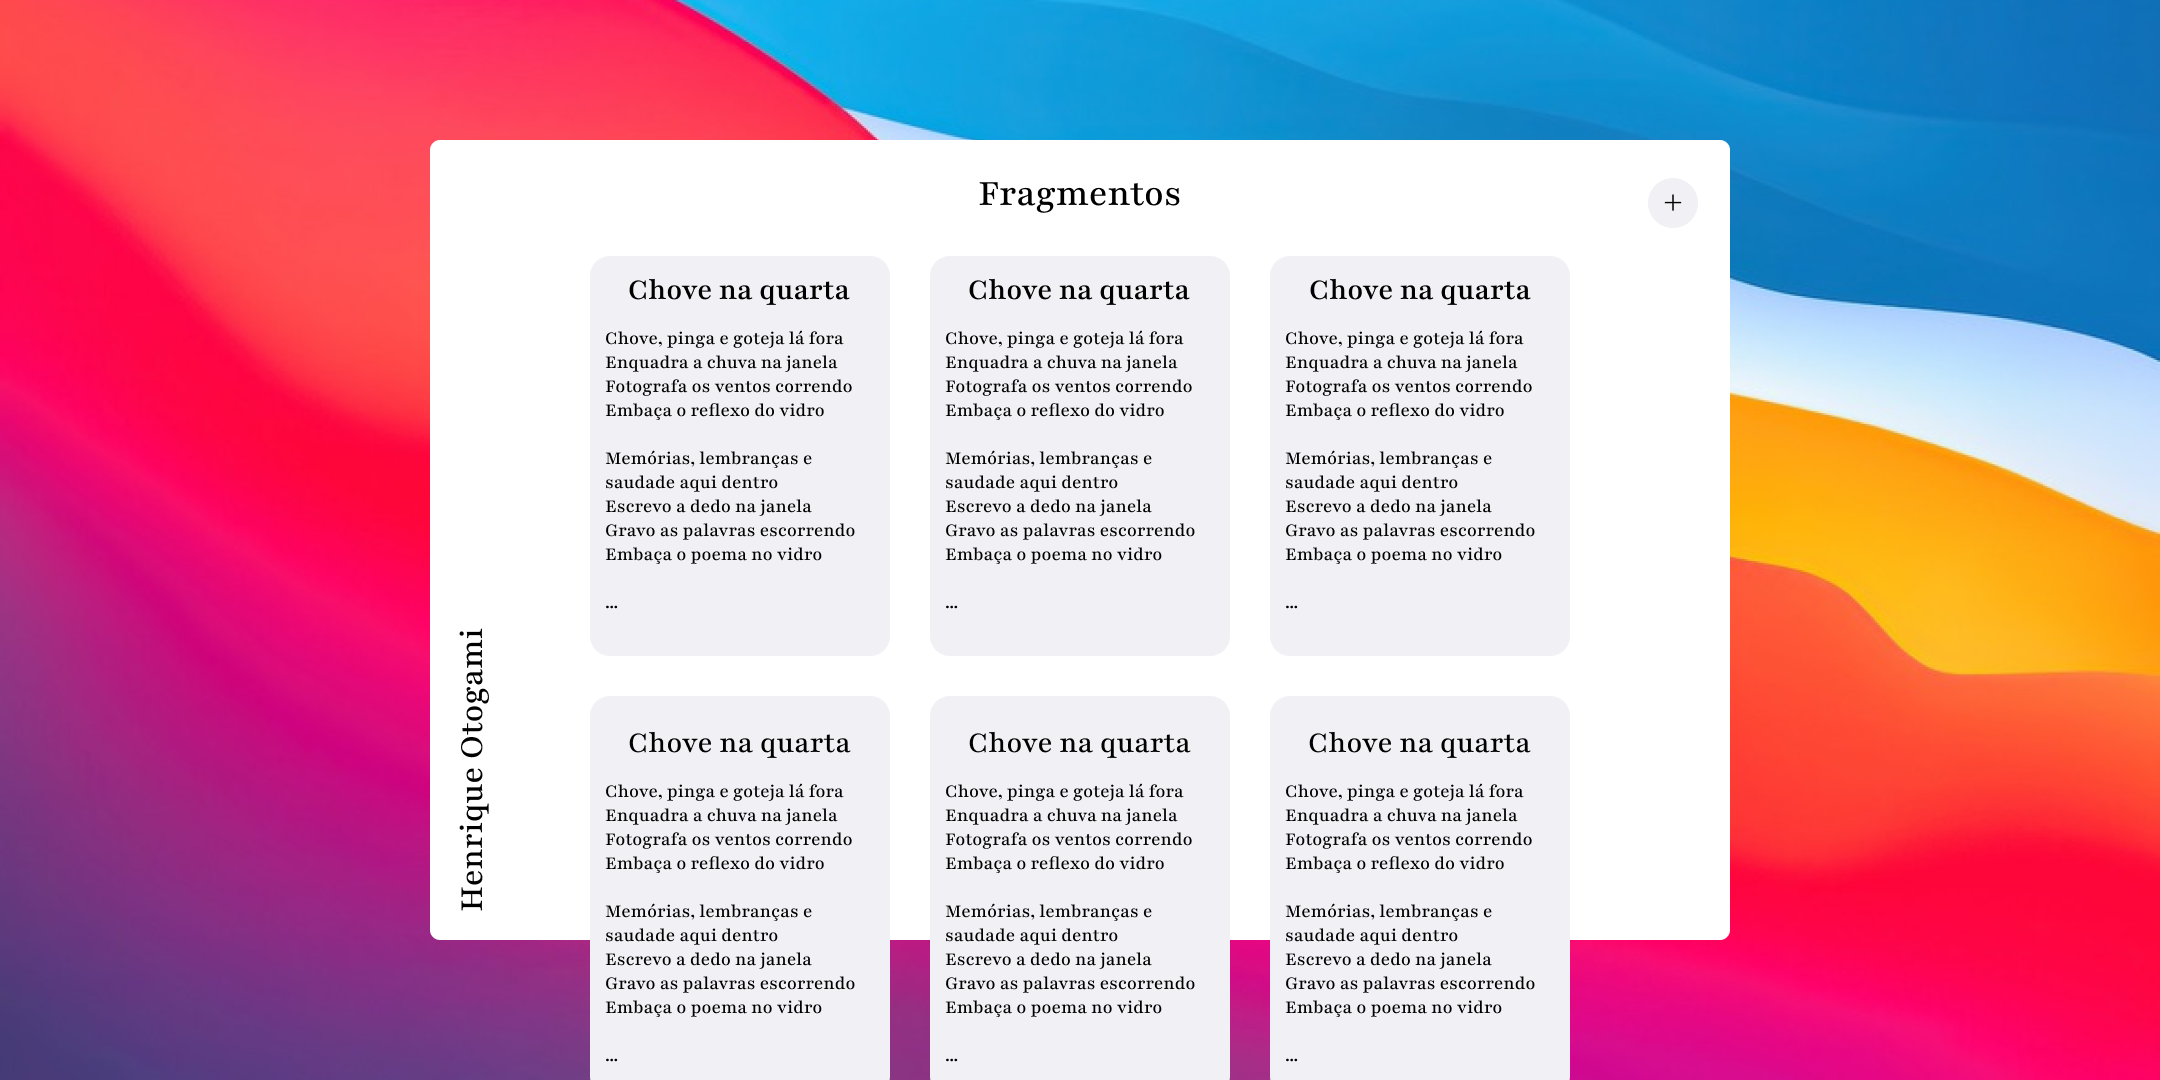 Fragmentos
+
Henrique Otogami
Chove na quarta
Chove, pinga e goteja lá fora
Enquadra a chuva na janela
Fotografa os ventos correndo
Embaça o reflexo do vidro
Memórias, lembranças e
saudade aqui dentro
Escrevo a dedo na janela
Gravo as palavras escorrendo
Embaça o poema no vidro
...
Chove na quarta
Chove, pinga e goteja lá fora
Enquadra a chuva na janela
Fotografa os ventos correndo
Embaça o reflexo do vidro
Memórias, lembranças e
saudade aqui dentro
Escrevo a dedo na janela
Gravo as palavras escorrendo
Embaça o poema no vidro
...
Chove na quarta
Chove, pinga e goteja lá fora
Enquadra a chuva na janela
Fotografa os ventos correndo
Embaça o reflexo do vidro
Memórias, lembranças e
saudade aqui dentro
Escrevo a dedo na janela
Gravo as palavras escorrendo
Embaça o poema no vidro
...
Chove na quarta
Chove, pinga e goteja lá fora
Enquadra a chuva na janela
Fotografa os ventos correndo
Embaça o reflexo do vidro
Memórias, lembranças e
saudade aqui dentro
Escrevo a dedo na janela
Gravo as palavras escorrendo
Embaça o poema no vidro
...
Chove na quarta
Chove, pinga e goteja lá fora
Enquadra a chuva na janela
Fotografa os ventos correndo
Embaça o reflexo do vidro
Memórias, lembranças e
saudade aqui dentro
Escrevo a dedo na janela
Gravo as palavras escorrendo
Embaça o poema no vidro
...
Chove na quarta
Chove, pinga e goteja lá fora
Enquadra a chuva na janela
Fotografa os ventos correndo
Embaça o reflexo do vidro
Memórias, lembranças e
saudade aqui dentro
Escrevo a dedo na janela
Gravo as palavras escorrendo
Embaça o poema no vidro
...